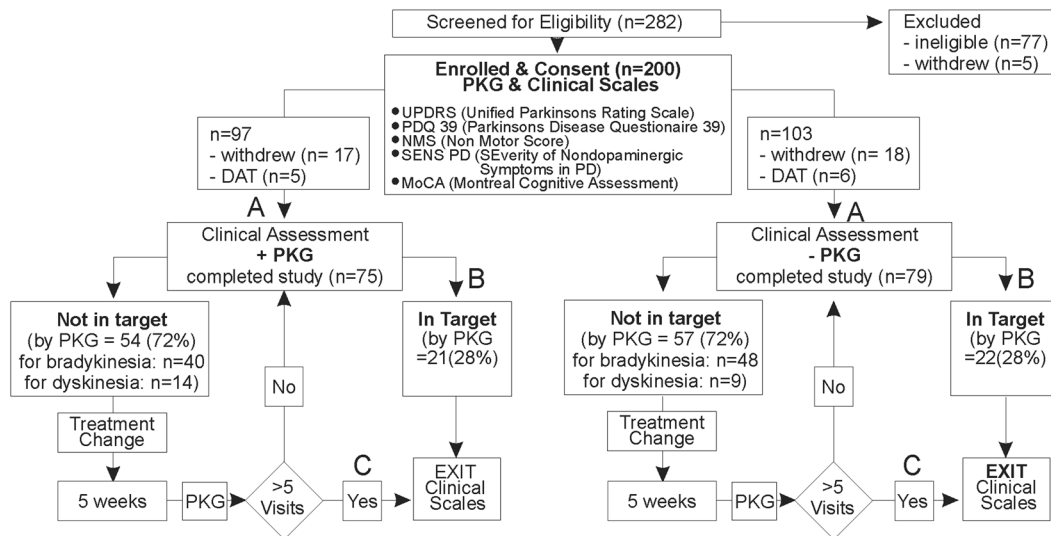 Screened for Eligibility (n=282)
Excluded
- ineligible (n=77)
- withdrew (n=5)
Enrolled & Consent (n=200)
PKG & Clinical Scales
●UPDRS (Unified Parkinsons Rating Scale)
●PDQ 39 (Parkinsons Disease Questionaire 39)
●NMS (Non Motor Score)
●SENS PD (SEverity of Nondopaminergic
Symptoms in PD)
●MoCA (Montreal Cognitive Assessment)
n=97
- withdrew (n= 17)
- DAT (n=5)
A
Clinical Assessment
+ PKG
completed study (n=75)
B
Not in target
(by PKG = 54 (72%)
for bradykinesia: n=40
for dyskinesia: n=14)
In Target
(by PKG
=21(28%)
No
Treatment
Change
5 weeks
PKG
>5
Visits
C
Yes
EXIT
Clinical
Scales
n=103
- withdrew (n= 18)
- DAT (n=6)
A
Clinical Assessment
- PKG
completed study (n=79)
B
Not in target
(by PKG = 57 (72%)
for bradykinesia: n=48
for dyskinesia: n=9)
In Target
(by PKG
=22(28%)
No
Treatment
Change
5 weeks
PKG
>5
Visits
C
Yes
EXIT
Clinical
Scales